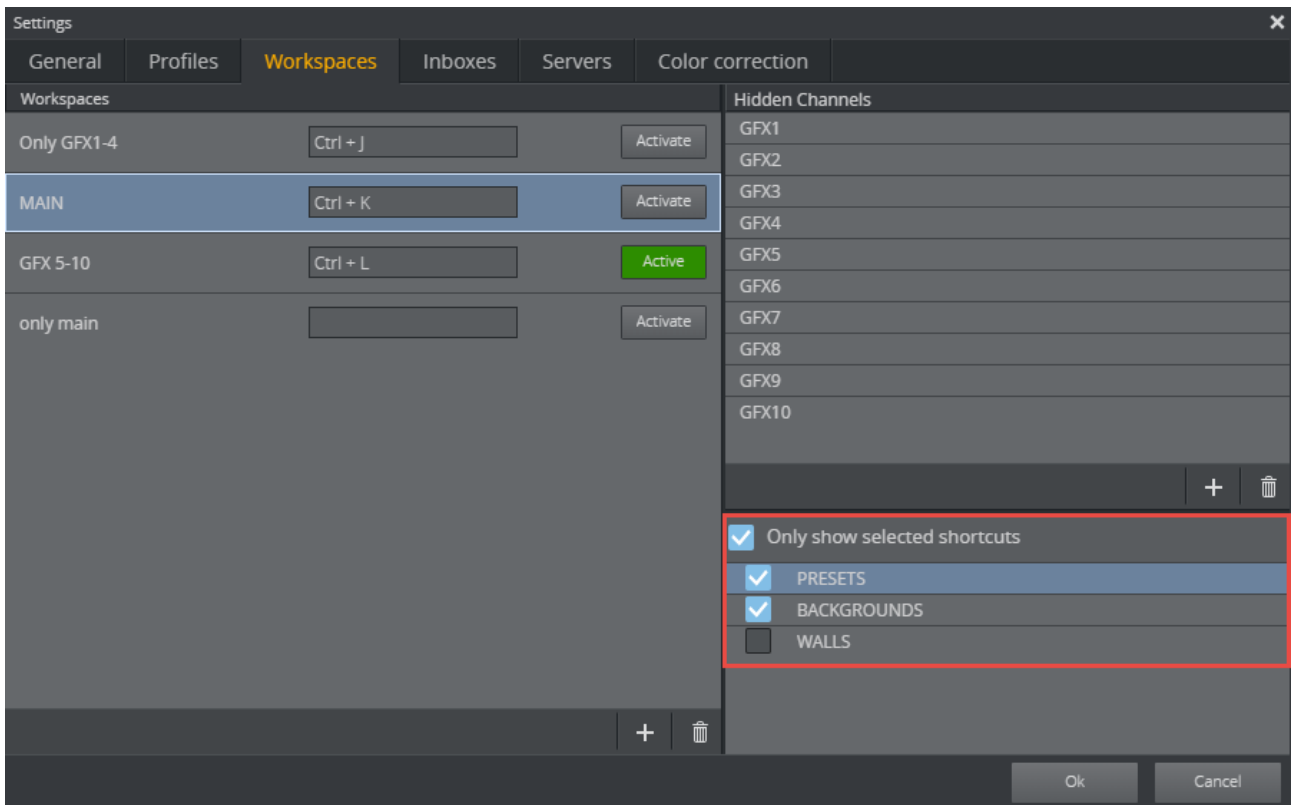 Settings
General Profiles Workspaces Inboxes Servers Color correction
Workspaces
Only GFX1-4 Ctrl + J Activate
MAIN Ctrl + K Activate
GFX 5-10 Ctrl + L Active
only main Activate
Hidden Channels
GFX1
GFX2
GFX3
GFX4
GFX5
GFX6
GFX7
GFX8
GFX9
GFX10
Only show selected shortcuts
PRESETS
BACKGROUNDS
WALLS
Ok Cancel